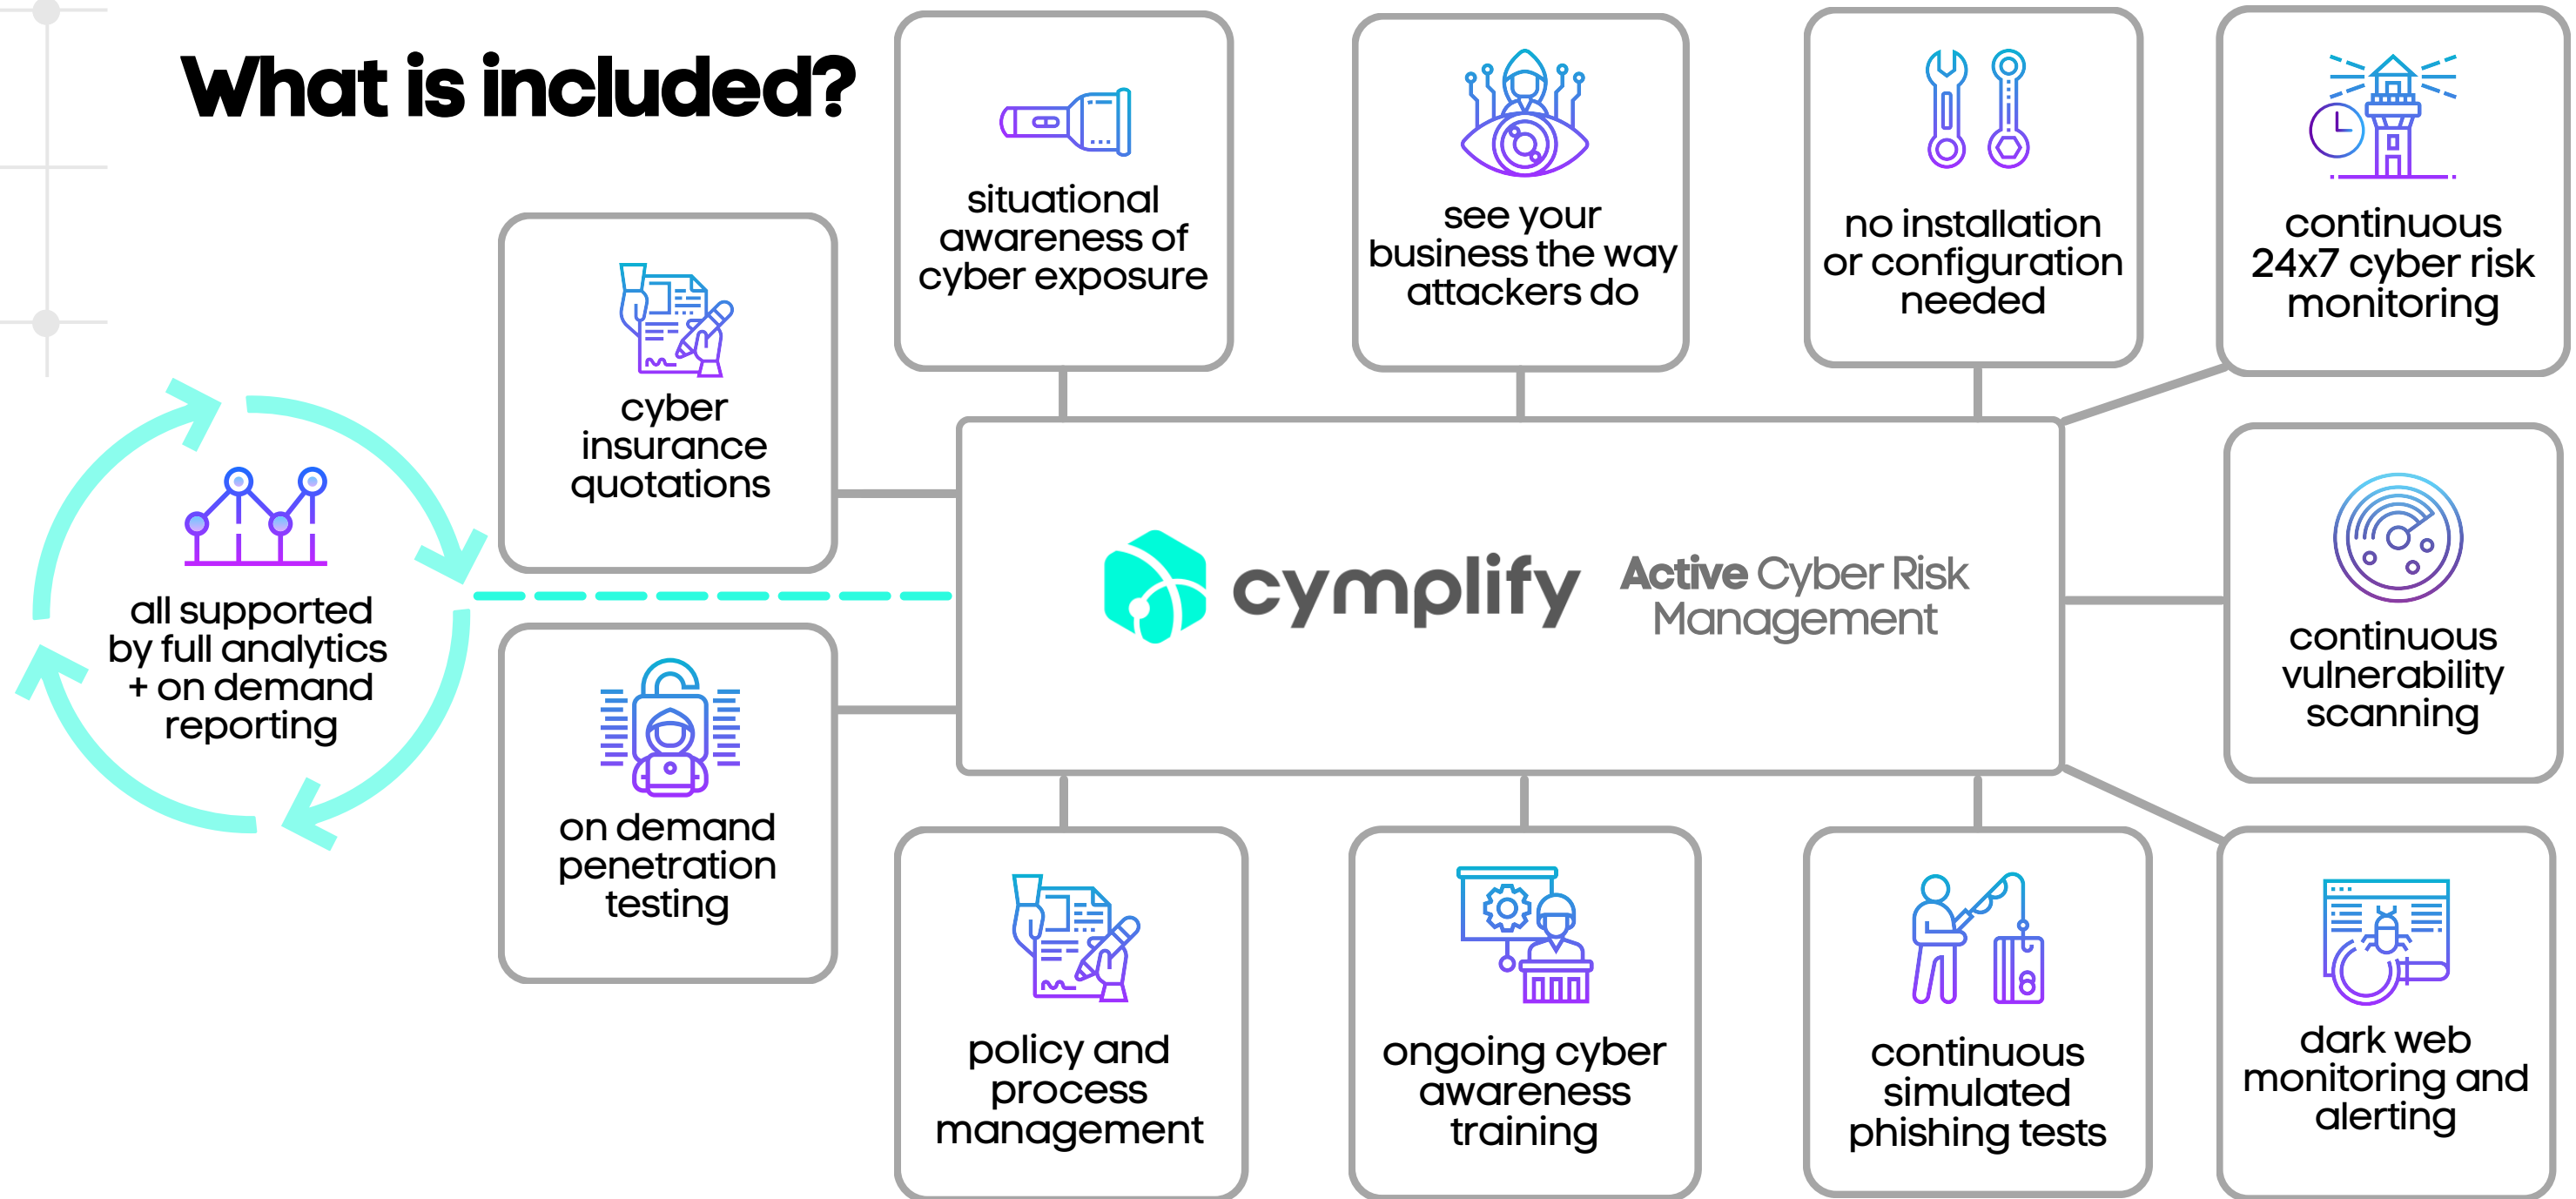 What is included?
situational
awareness of
cyber exposure
see your
business the way
attackers do
no installation
or configuration
needed
continuous
24x7 cyber risk
monitoring
cyber
insurance
quotations
all supported
by full analytics
+ on demand
reporting
cymplify
Active Cyber Risk
Management
continuous
vulnerability
scanning
on demand
penetration
testing
policy and
process
management
ongoing cyber
awareness
training
continuous
simulated
phishing tests
dark web
monitoring and
alerting